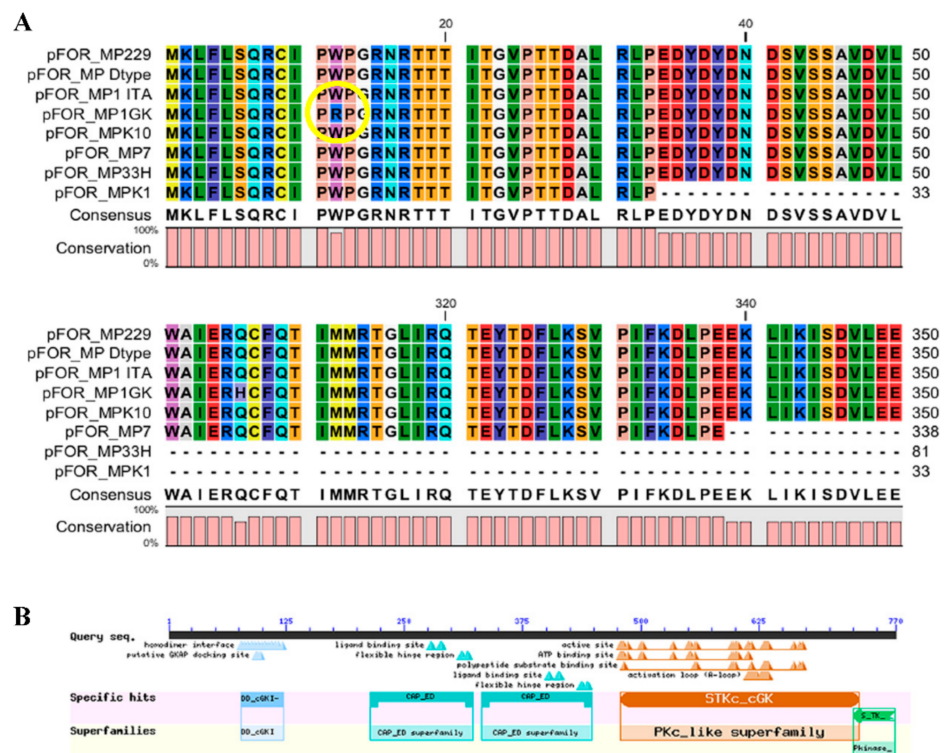 A
20 40
pFOR_MP229 MKLFLSQRCI PWPGRNRTTT ITGVPTTDAL RLPEDYDYDN DSVSSAVDVL 50
pFOR_MP Dtype MKLFLSQRCI PWPGRNRTTT ITGVPTTDAL RLPEDYDYDN DSVSSAVDVL 50
pFOR_MP1 ITA MKLFLSQRCI PWPGRNRTTT ITGVPTTDAL RLPEDYDYDN DSVSSAVDVL 50
pFOR_MP1GK MKLFLSQRCI PRPGRNRTTT ITGVPTTDAL RLPEDYDYDN DSVSSAVDVL 50
pFOR_MPK10 MKLFLSQRCI PWPGRNRTTT ITGVPTTDAL RLPEDYDYDN DSVSSAVDVL 50
pFOR_MP7 MKLFLSQRCI PWPGRNRTTT ITGVPTTDAL RLPEDYDYDN DSVSSAVDVL 50
pFOR_MP33H MKLFLSQRCI PWPGRNRTTT ITGVPTTDAL RLPEDYDYDN DSVSSAVDVL 50
pFOR_MPK1 MKLFLSQRCI PWPGRNRTTT ITGVPTTDAL RLP------- ---------- 33
Consensus MKLFLSQRCI PWPGRNRTTT ITGVPTTDAL RLPEDYDYDN DSVSSAVDVL
100%
Conservation
0%
320 340
pFOR_MP229 WAIERQCFQT IMMRTGLIRQ TEYTDFLKSV PIFKDLPEEK LIKISDVLEE 350
pFOR_MP Dtype WAIERQCFQT IMMRTGLIRQ TEYTDFLKSV PIFKDLPEEK LIKISDVLEE 350
pFOR_MP1 ITA WAIERQCFQT IMMRTGLIRQ TEYTDFLKSV PIFKDLPEEK LIKISDVLEE 350
pFOR_MP1GK WAIERHCFQT IMMRTGLIRQ TEYTDFLKSV PIFKDLPEEK LIKISDVLEE 350
pFOR_MPK10 WAIERQCFQT IMMRTGLIRQ TEYTDFLKSV PIFKDLPEEK LIKISDVLEE 350
pFOR_MP7 WAIERQCFQT IMMRTGLIRQ TEYTDFLKSV PIFKDLPE-- ---------- 338
pFOR_MP33H ---------- ---------- ---------- ---------- ---------- 81
pFOR_MPK1 ---------- ---------- ---------- ---------- ---------- 33
Consensus WAIERQCFQT IMMRTGLIRQ TEYTDFLKSV PIFKDLPEEK LIKISDVLEE
100%
Conservation
0%
B
1 125 250 375 500 625 770
Query seq.
homodimer interface ligand binding site active site
putative GKAP docking site flexible hinge region ATP binding site
polypeptide substrate binding site
ligand binding site activation loop (A-loop)
flexible hinge region
Specific hits DD_cGKI- CAP_ED CAP_ED STKc_cGK S_TK_
Superfamilies DD_cGKI CAP_ED superfamily CAP_ED superfamily PKc_like superfamily Pkinase_